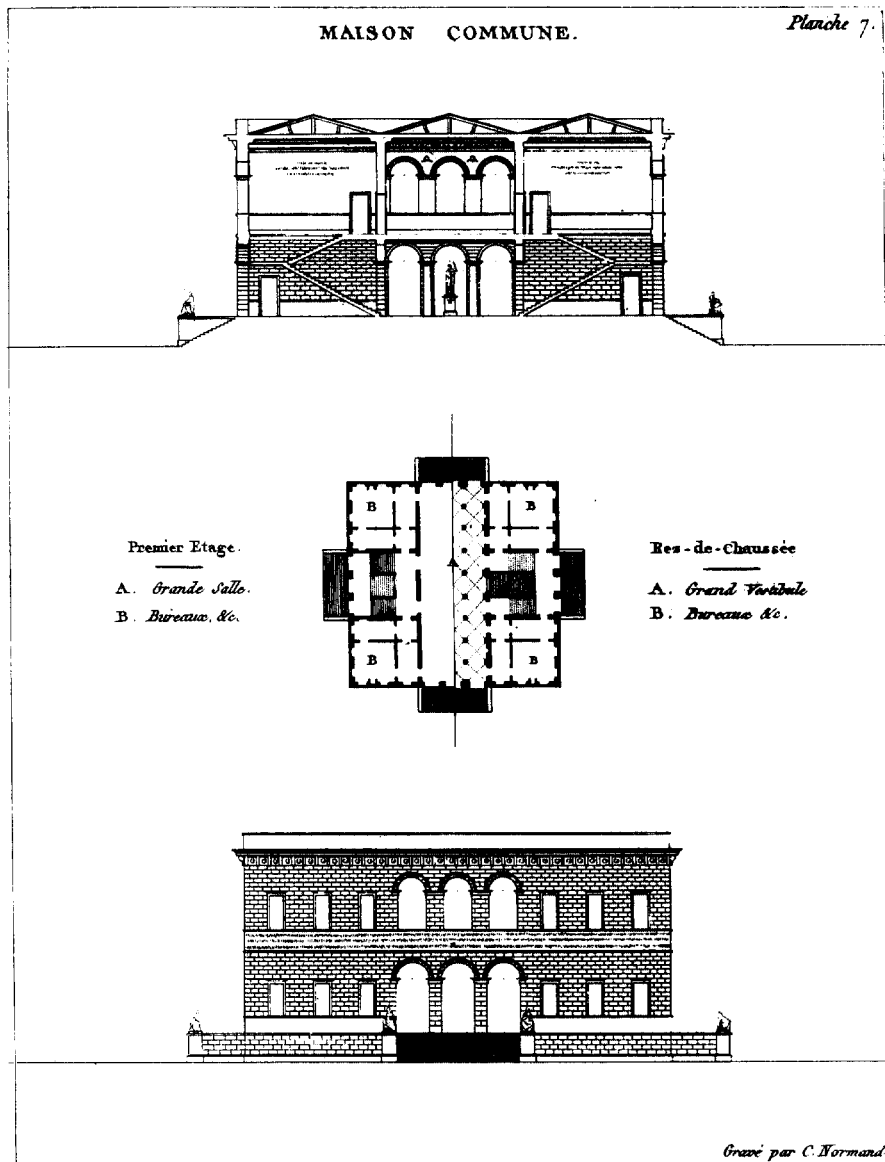 MAISON COMMUNE.
Planche 7.
A A
Premier Etage.
A. Grande Salle.
B. Bureaux, &c.
B B
A
B B
Rez-de-Chaussée
A. Grand Vestibule
B. Bureaux &c.
Gravé par C. Normand